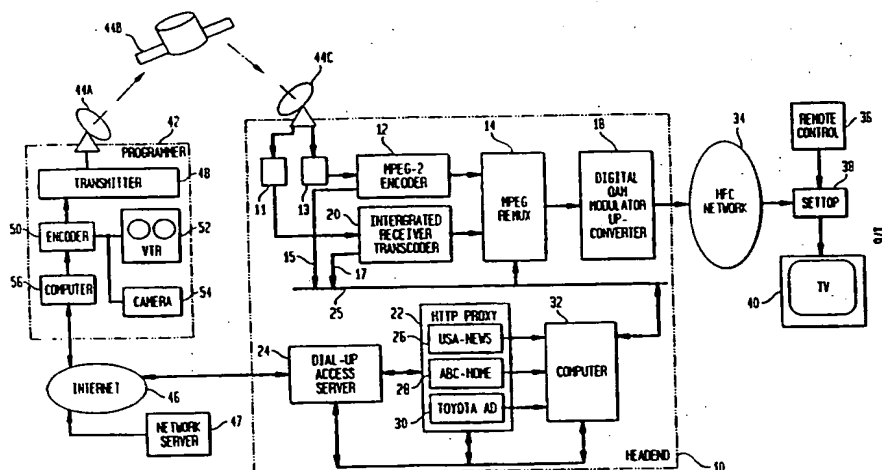 44B
44A
44C
42
PROGRAMMER
TRANSMITTER
48
50
ENCODER
VTR
52
56
COMPUTER
CAMERA
54
INTERNET
46
NETWORK
SERVER
47
12
14
18
11
13
MPEG-2
ENCODER
20
INTERGRATED
RECEIVER
TRANSCODER
15
17
MPEG
REMUX
DIGITAL
QAM
MODULATOR
UP-
CONVERTER
25
22
HTTP PROXY
32
24
DIAL-UP
ACCESS
SERVER
26
USA-NEWS
28
ABC-HOME
30
TOYOTA AD
COMPUTER
HEADEND
10
34
HFC
NETWORK
REMOTE
CONTROL
36
38
SETTOP
40
TV